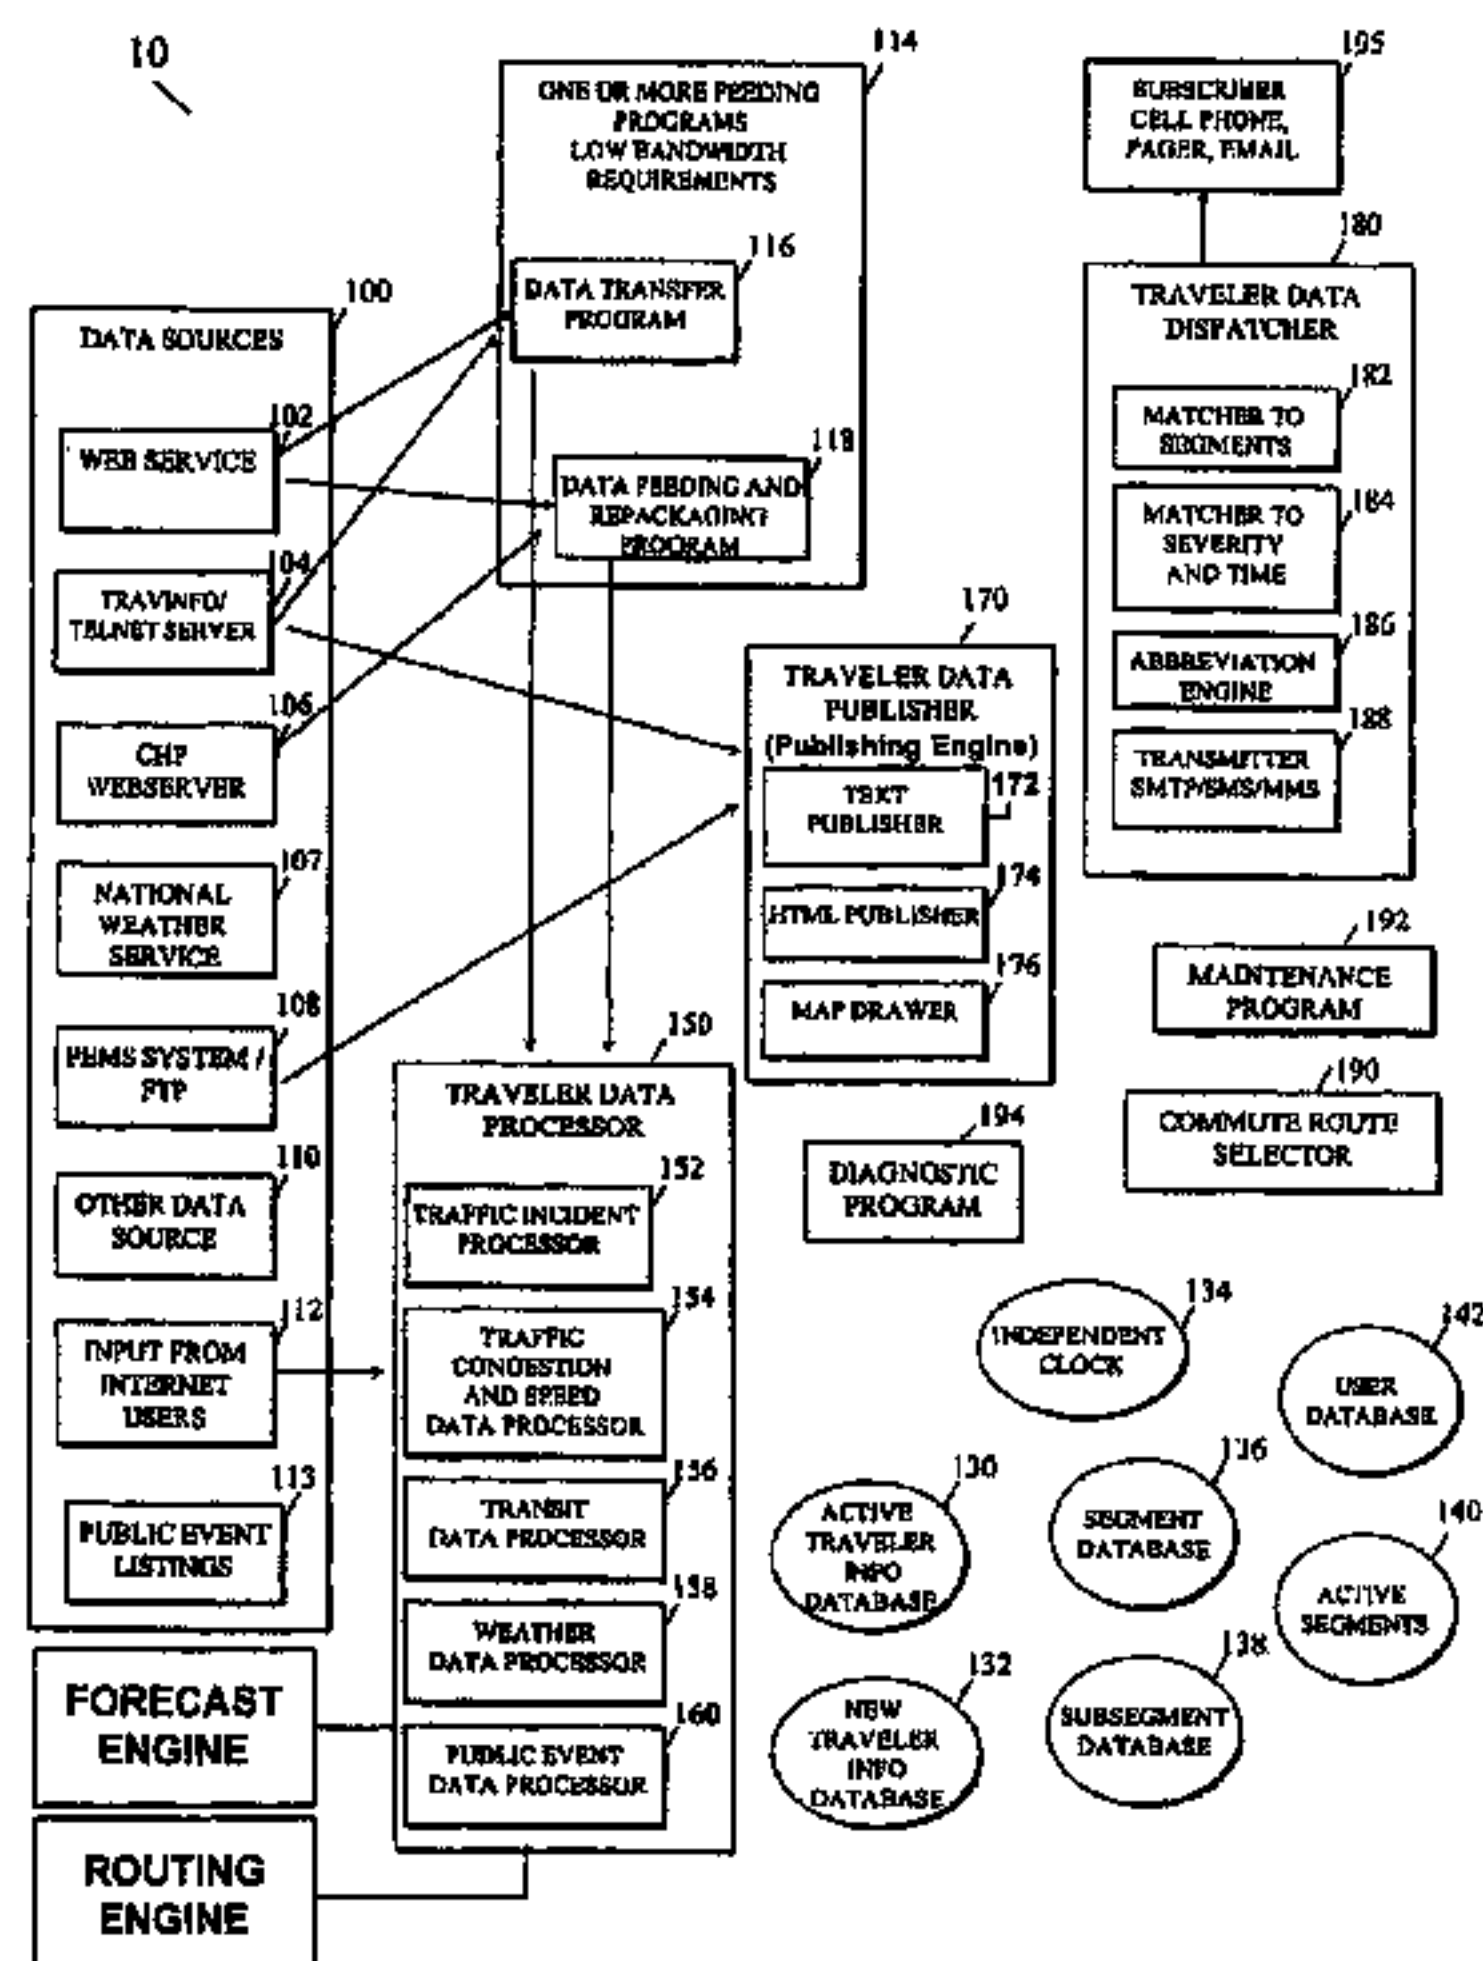 10
114
ONE OR MORE FEEDING
PROGRAMS
LOW BANDWIDTH
REQUIREMENTS
116
DATA TRANSFER
PROGRAM
118
DATA FEEDING AND
REPACKAGING
PROGRAM
195
SUBSCRIBER
CELL PHONE,
PAGER, EMAIL
180
TRAVELER DATA
DISPATCHER
182
MATCHER TO
SEGMENTS
184
MATCHER TO
SEVERITY
AND TIME
186
ABBREVIATION
ENGINE
188
TRANSMITTER
SMTP/SMS/MMS
100
DATA SOURCES
102
WEB SERVICE
104
TRAVINFO/
TELNET SERVER
106
CHP
WEBSERVER
107
NATIONAL
WEATHER
SERVICE
108
PEMS SYSTEM /
FTP
110
OTHER DATA
SOURCE
112
INPUT FROM
INTERNET
USERS
113
PUBLIC EVENT
LISTINGS
170
TRAVELER DATA
PUBLISHER
(Publishing Engine)
TEXT
PUBLISHER
172
174
HTML PUBLISHER
176
MAP DRAWER
192
MAINTENANCE
PROGRAM
190
COMMUTE ROUTE
SELECTOR
194
DIAGNOSTIC
PROGRAM
150
TRAVELER DATA
PROCESSOR
152
TRAFFIC INCIDENT
PROCESSOR
154
TRAFFIC
CONGESTION
AND SPEED
DATA PROCESSOR
156
TRANSIT
DATA PROCESSOR
158
WEATHER
DATA PROCESSOR
160
PUBLIC EVENT
DATA PROCESSOR
134
INDEPENDENT
CLOCK
142
USER
DATABASE
130
ACTIVE
TRAVELER
INFO
DATABASE
136
SEGMENT
DATABASE
140
ACTIVE
SEGMENTS
132
NEW
TRAVELER
INFO
DATABASE
138
SUBSEGMENT
DATABASE
FORECAST
ENGINE
ROUTING
ENGINE